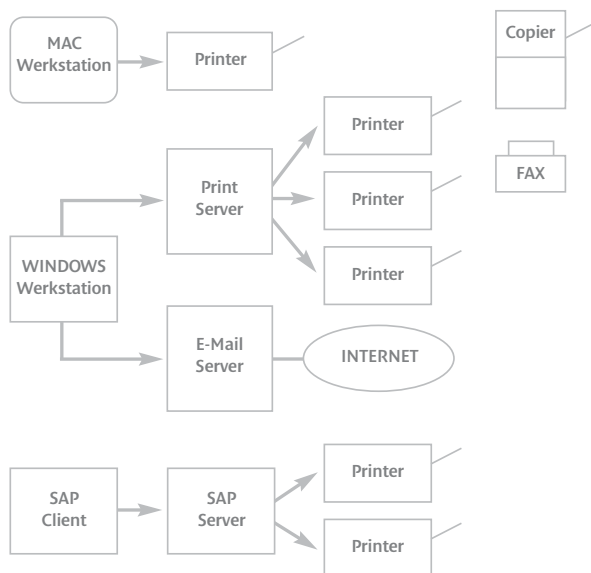 MAC
Werkstation
Printer
Copier
Printer
FAX
Print
Server
Printer
WINDOWS
Werkstation
Printer
E-Mail
Server
INTERNET
SAP
Client
SAP
Server
Printer
Printer